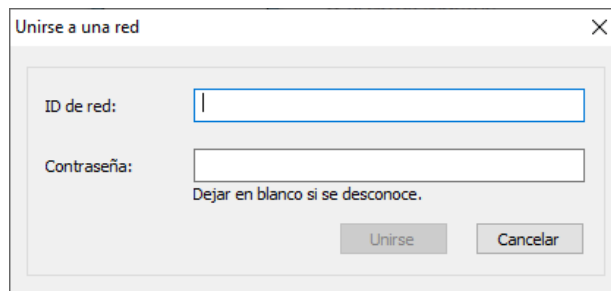 Unirse a una red
ID de red:
Contraseña:
Dejar en blanco si se desconoce.
Unirse Cancelar